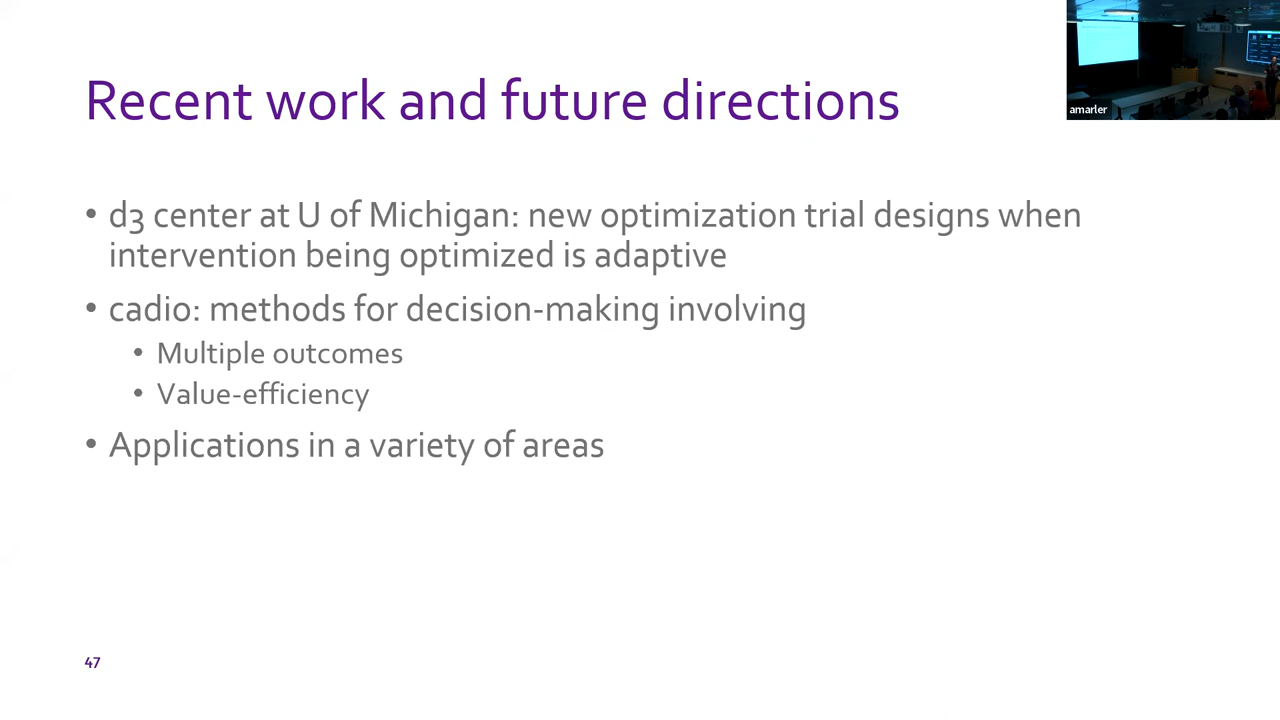 Recent work and future directions
amarler
• d3 center at U of Michigan: new optimization trial designs when
intervention being optimized is adaptive
• cadio: methods for decision-making involving
• Multiple outcomes
• Value-efficiency
• Applications in a variety of areas
47